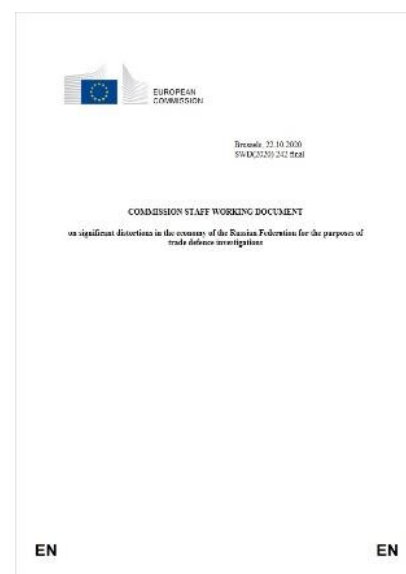 EUROPEAN
COMMISSION
Brussels, 22.10.2020
SWD(2020) 242 final
COMMISSION STAFF WORKING DOCUMENT
on significant distortions in the economy of the Russian Federation for the purposes of
trade defence investigations
EN
EN